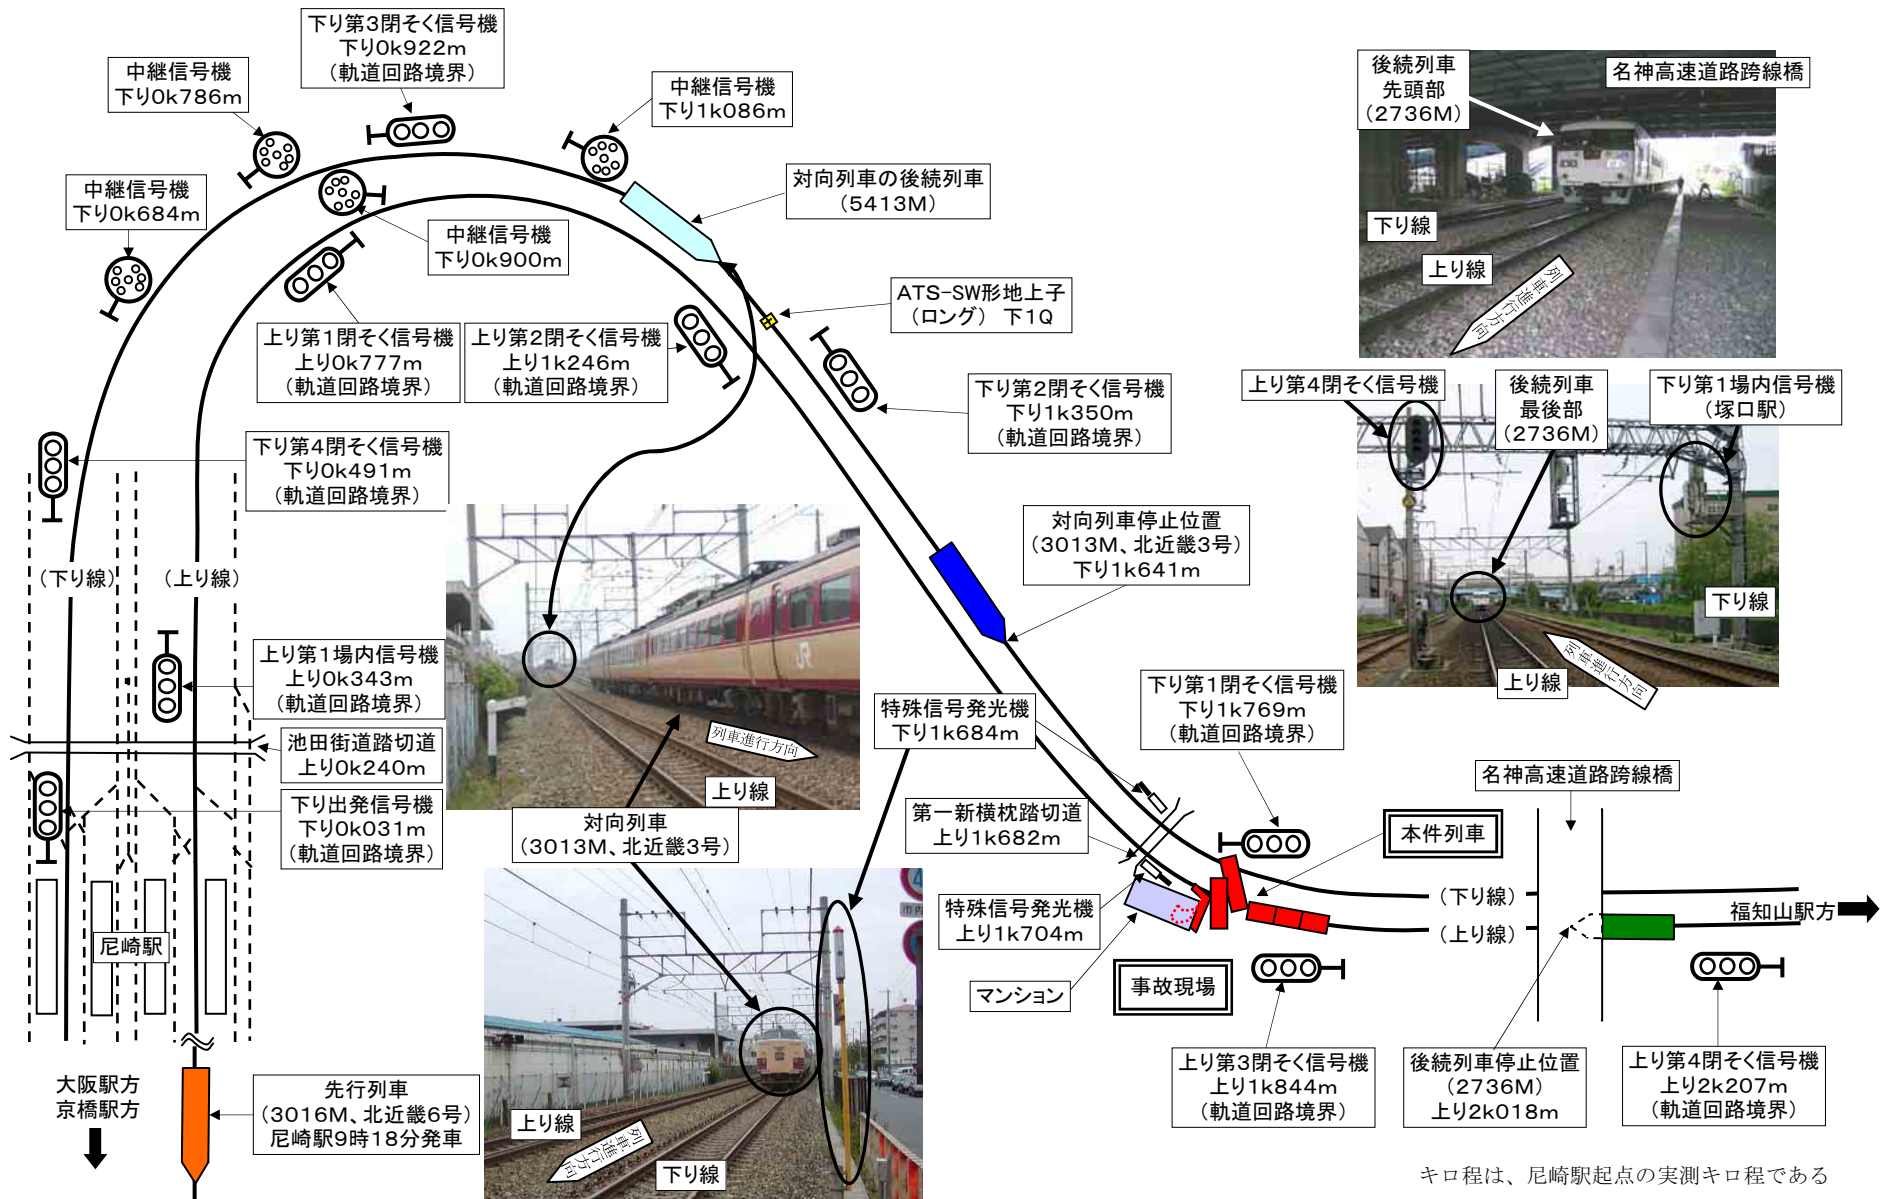 下り第3閉そく信号機
下り0k922m
(軌道回路境界)
中継信号機
下り0k786m
中継信号機
下り1k086m
中継信号機
下り0k684m
対向列車の後続列車
(5413M)
中継信号機
下り0k900m
ATS-SW形地上子
(ロング) 下1Q
上り第1閉そく信号機
上り0k777m
(軌道回路境界)
上り第2閉そく信号機
上り1k246m
(軌道回路境界)
下り第2閉そく信号機
下り1k350m
(軌道回路境界)
後続列車
先頭部
(2736M)
名神高速道路跨線橋
下り線
上り線
列車進行方向
上り第4閉そく信号機
後続列車
最後部
(2736M)
下り第1場内信号機
(塚口駅)
下り線
列車進行方向
上り線
下り第4閉そく信号機
下り0k491m
(軌道回路境界)
(下り線)
(上り線)
対向列車停止位置
(3013M、北近畿3号)
下り1k641m
上り第1場内信号機
上り0k343m
(軌道回路境界)
池田街道踏切道
上り0k240m
下り出発信号機
下り0k031m
(軌道回路境界)
JR
列車進行方向
上り線
特殊信号発光機
下り1k684m
下り第1閉そく信号機
下り1k769m
(軌道回路境界)
名神高速道路跨線橋
対向列車
(3013M、北近畿3号)
第一新横枕踏切道
上り1k682m
本件列車
(下り線)
(上り線)
福知山駅方
特殊信号発光機
上り1k704m
マンション
事故現場
尼崎駅
上り線
列車進行方向
下り線
上り第3閉そく信号機
上り1k844m
(軌道回路境界)
後続列車停止位置
(2736M)
上り2k018m
上り第4閉そく信号機
上り2k207m
(軌道回路境界)
大阪駅方
京橋駅方
先行列車
(3016M、北近畿6号)
尼崎駅9時18分発車
キロ程は、尼崎駅起点の実測キロ程である